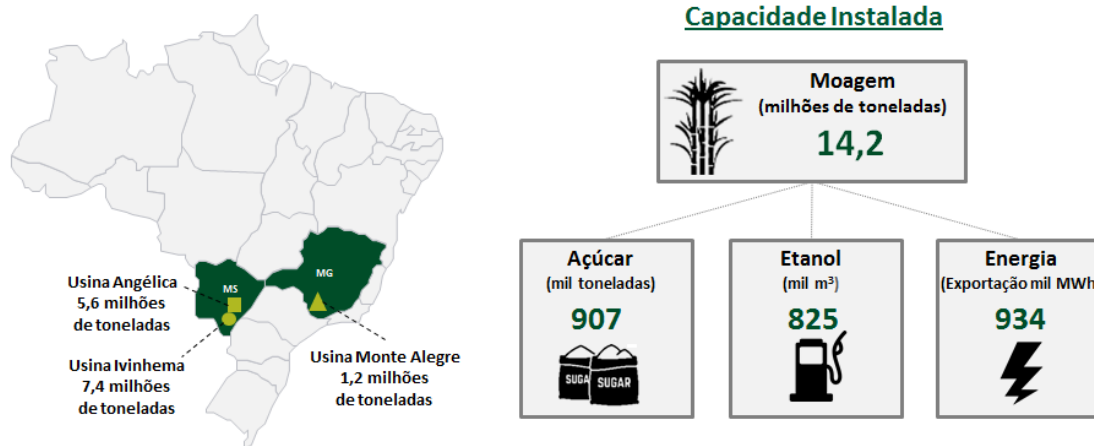 Capacidade Instalada
Moagem
(milhões de toneladas)
14,2
MG
MS
Usina Angélica
5,6 milhões
de toneladas
Usina Ivinhema
7,4 milhões
de toneladas
Usina Monte Alegre
1,2 milhões
de toneladas
Açúcar
(mil toneladas)
907
SUGAR
SUGAR
Etanol
(mil m³)
825
Energia
(Exportação mil MWh
934